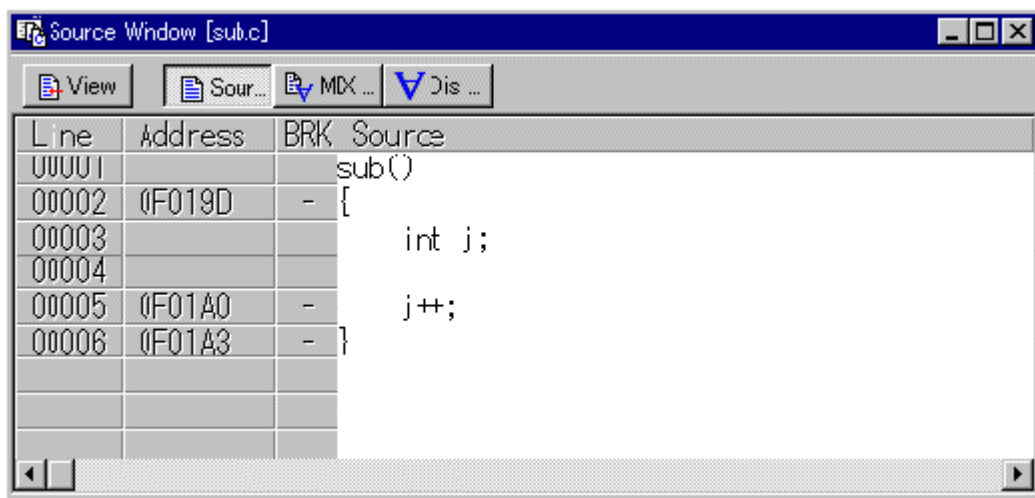 Source Window [sub.c]
View Sour... MIX ... Dis ...
Line Address BRK Source
00001 sub()
00002 0F019D - {
00003 int j;
00004
00005 0F01A0 - j++;
00006 0F01A3 - }